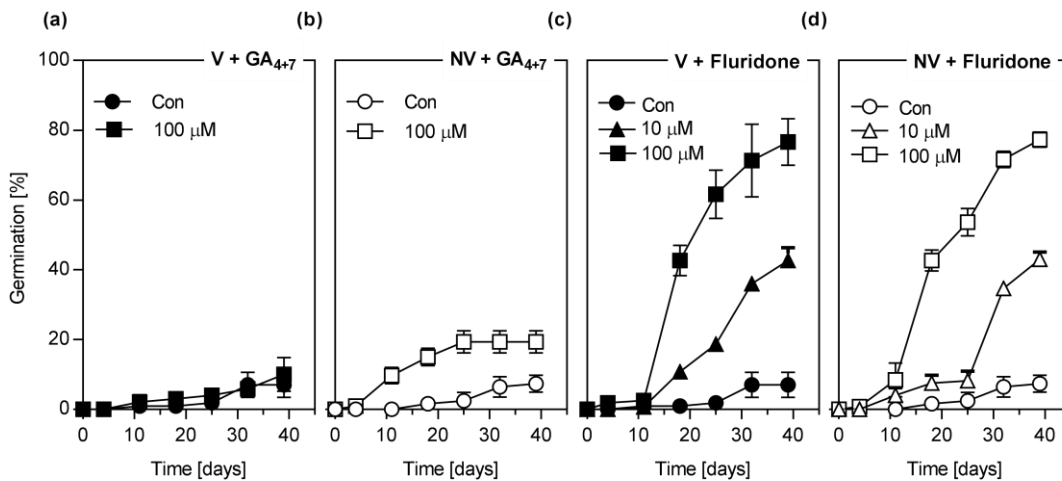 (a) (b) (c) (d)
V + GA4+7 NV + GA4+7 V + Fluridone NV + Fluridone
100
80
60
40
20
0
Germination [%]
Con
100 μM
Con
100 μM
Con
10 μM
100 μM
Con
10 μM
100 μM
0 10 20 30 40 0 10 20 30 40 0 10 20 30 40 0 10 20 30 40
Time [days] Time [days] Time [days] Time [days]